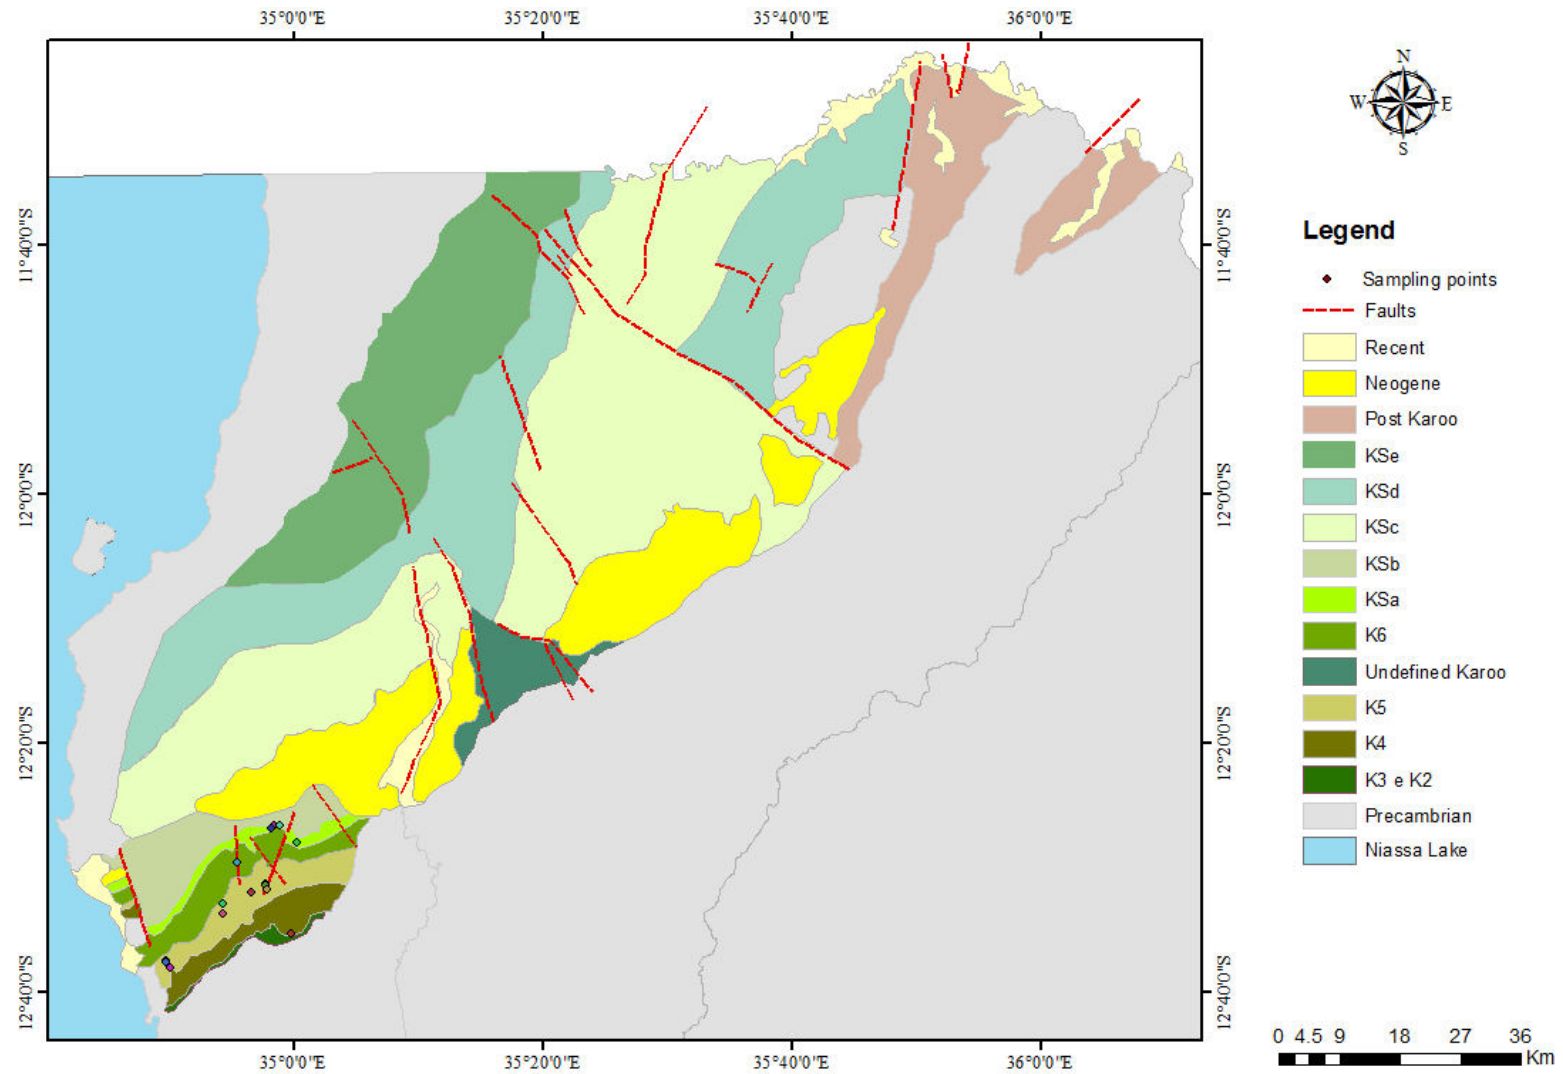 35°0'0"E 35°20'0"E 35°40'0"E 36°0'0"E
N
W E
S
11°40'0"S 11°40'0"S
12°0'0"S 12°0'0"S
12°20'0"S 12°20'0"S
12°40'0"S 12°40'0"S
Legend
Sampling points
Faults
Recent
Neogene
Post Karoo
KSe
KSd
KSc
KSb
KSa
K6
Undefined Karoo
K5
K4
K3 e K2
Precambrian
Niassa Lake
0 4.5 9 18 27 36
Km
35°0'0"E 35°20'0"E 35°40'0"E 36°0'0"E